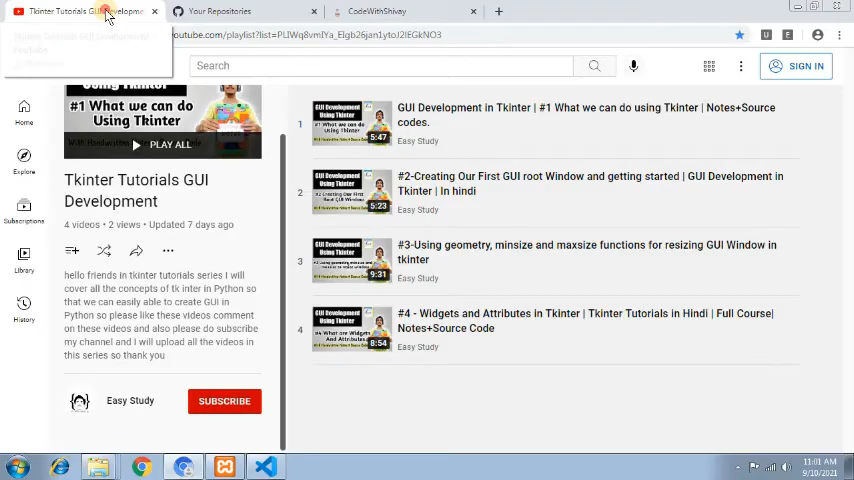 Tkinter Tutorials GUI Developme
Your Repositories
CodeWithShivay
outube.com/playlist?list=PLIWq8vmIYa_Elgb26jan1ytoJ2lEGkNO3
U
E
Search
SIGN IN
Home
Explore
Subscriptions
Library
History
#1 What we can do
Using Tkinter
PLAY ALL
Tkinter Tutorials GUI
Development
4 videos • 2 views • Updated 7 days ago
hello friends in tkinter tutorials series I will
cover all the concepts of tk inter in Python so
that we can easily able to create GUI in
Python so please like these videos comment
on these videos and also please do subscribe
my channel and I will upload all the videos in
this series so thank you
Easy Study
SUBSCRIBE
1
5:47
GUI Development in Tkinter | #1 What we can do using Tkinter | Notes+Source
codes.
Easy Study
2
5:23
#2-Creating Our First GUI root Window and getting started | GUI Development in
Tkinter | In hindi
Easy Study
3
9:31
#3-Using geometry, minsize and maxsize functions for resizing GUI Window in
tkinter
Easy Study
4
8:54
#4 - Widgets and Attributes in Tkinter | Tkinter Tutorials in Hindi | Full Course|
Notes+Source Code
Easy Study
11:01 AM
9/10/2021